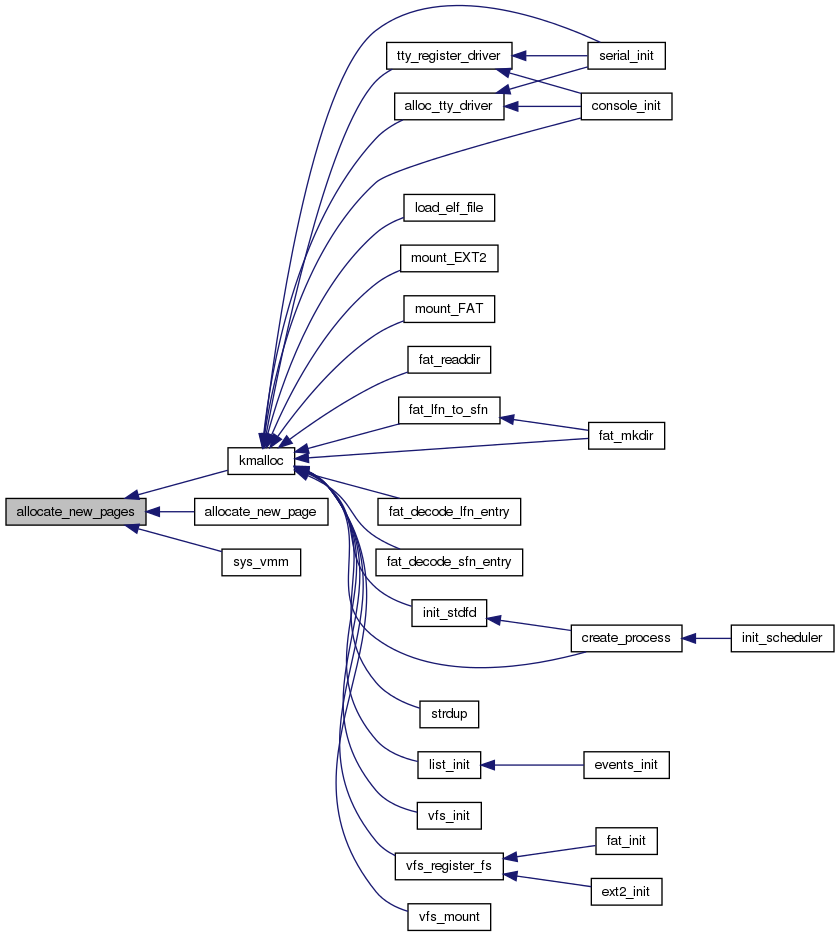 tty_register_driver
serial_init
alloc_tty_driver
console_init
load_elf_file
mount_EXT2
mount_FAT
fat_readdir
fat_lfn_to_sfn
fat_mkdir
kmalloc
allocate_new_pages
allocate_new_page
fat_decode_lfn_entry
sys_vmm
fat_decode_sfn_entry
init_stdfd
create_process
init_scheduler
strdup
list_init
events_init
vfs_init
fat_init
vfs_register_fs
ext2_init
vfs_mount